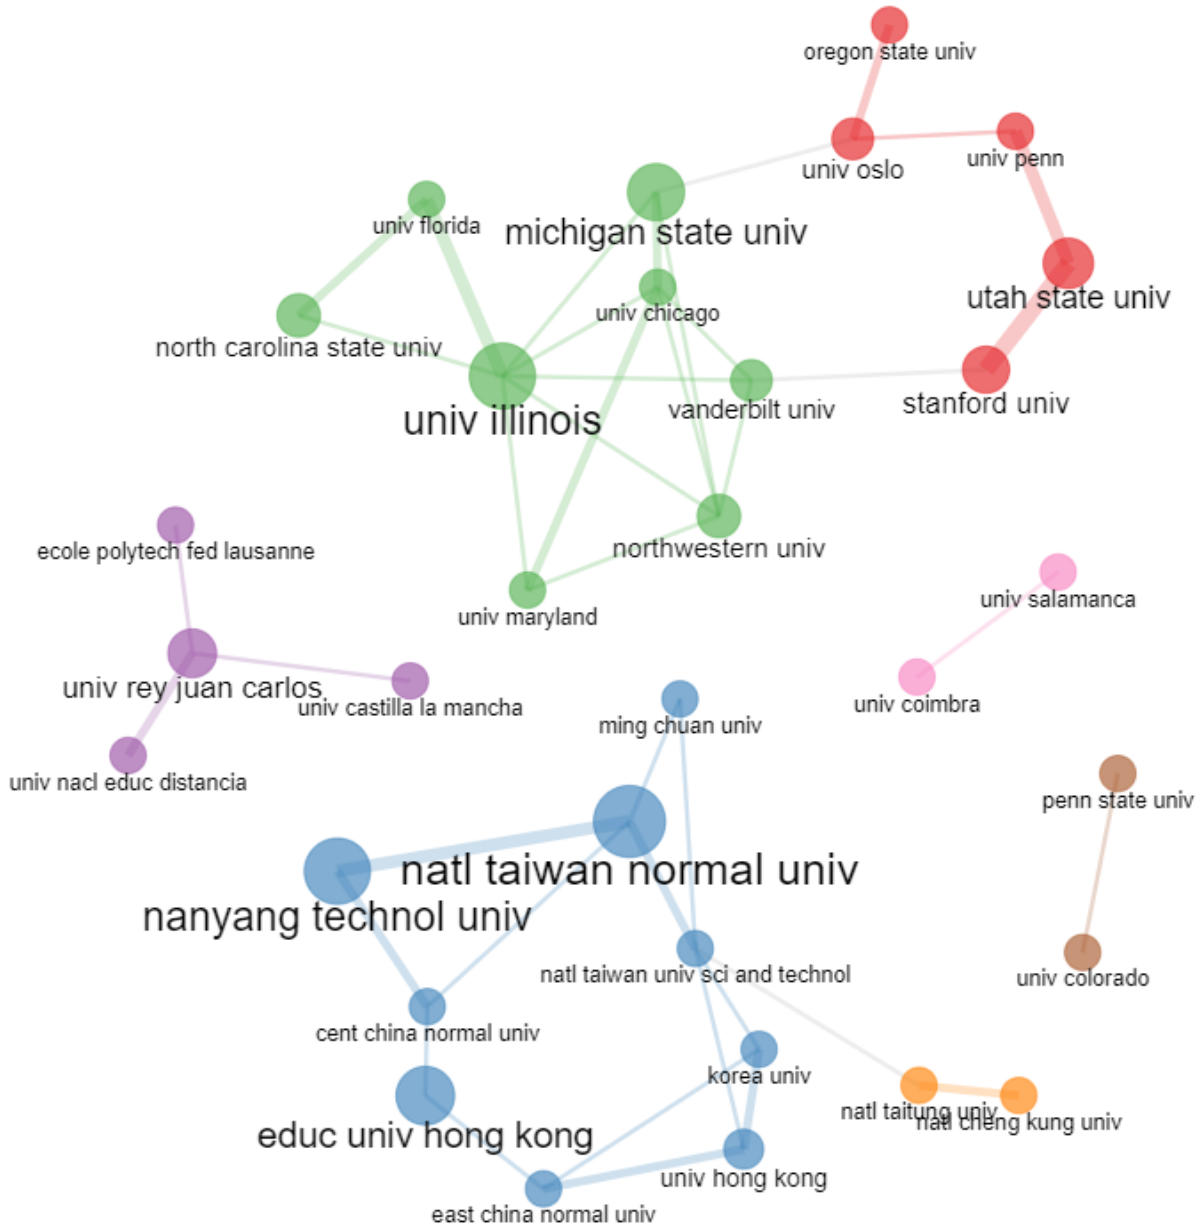 oregon state univ
univ oslo
univ penn
univ florida
michigan state univ
utah state univ
univ chicago
north carolina state univ
univ illinois
vanderbilt univ
stanford univ
northwestern univ
ecole polytech fed lausanne
univ maryland
univ salamanca
univ rey juan carlos
univ castilla la mancha
univ coimbra
ming chuan univ
univ nacl educ distancia
penn state univ
natl taiwan normal univ
nanyang technol univ
natl taiwan univ sci and technol
univ colorado
cent china normal univ
korea univ
natl taitung univ
natl cheng kung univ
educ univ hong kong
univ hong kong
east china normal univ